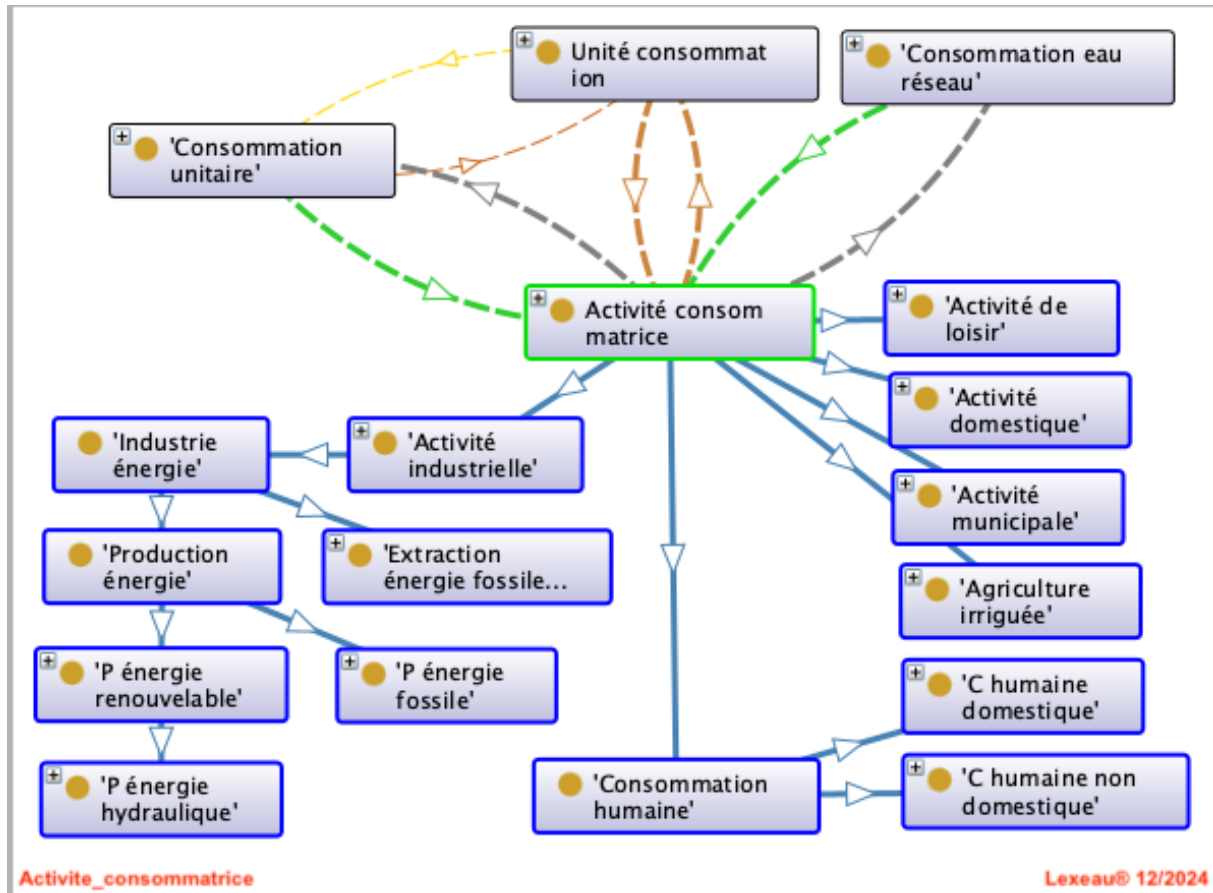 Unité consommat
ion
'Consommation eau
réseau'
'Consommation
unitaire'
Activité consom
matrice
'Activité de
loisir'
'Activité
domestique'
'Industrie
énergie'
'Activité
industrielle'
'Activité
municipale'
'Production
énergie'
'Extraction
énergie fossile...
'Agriculture
irriguée'
'P énergie
renouvelable'
'P énergie
fossile'
'C humaine
domestique'
'P énergie
hydraulique'
'Consommation
humaine'
'C humaine non
domestique'
Activite_consommatrice
Lexeau® 12/2024